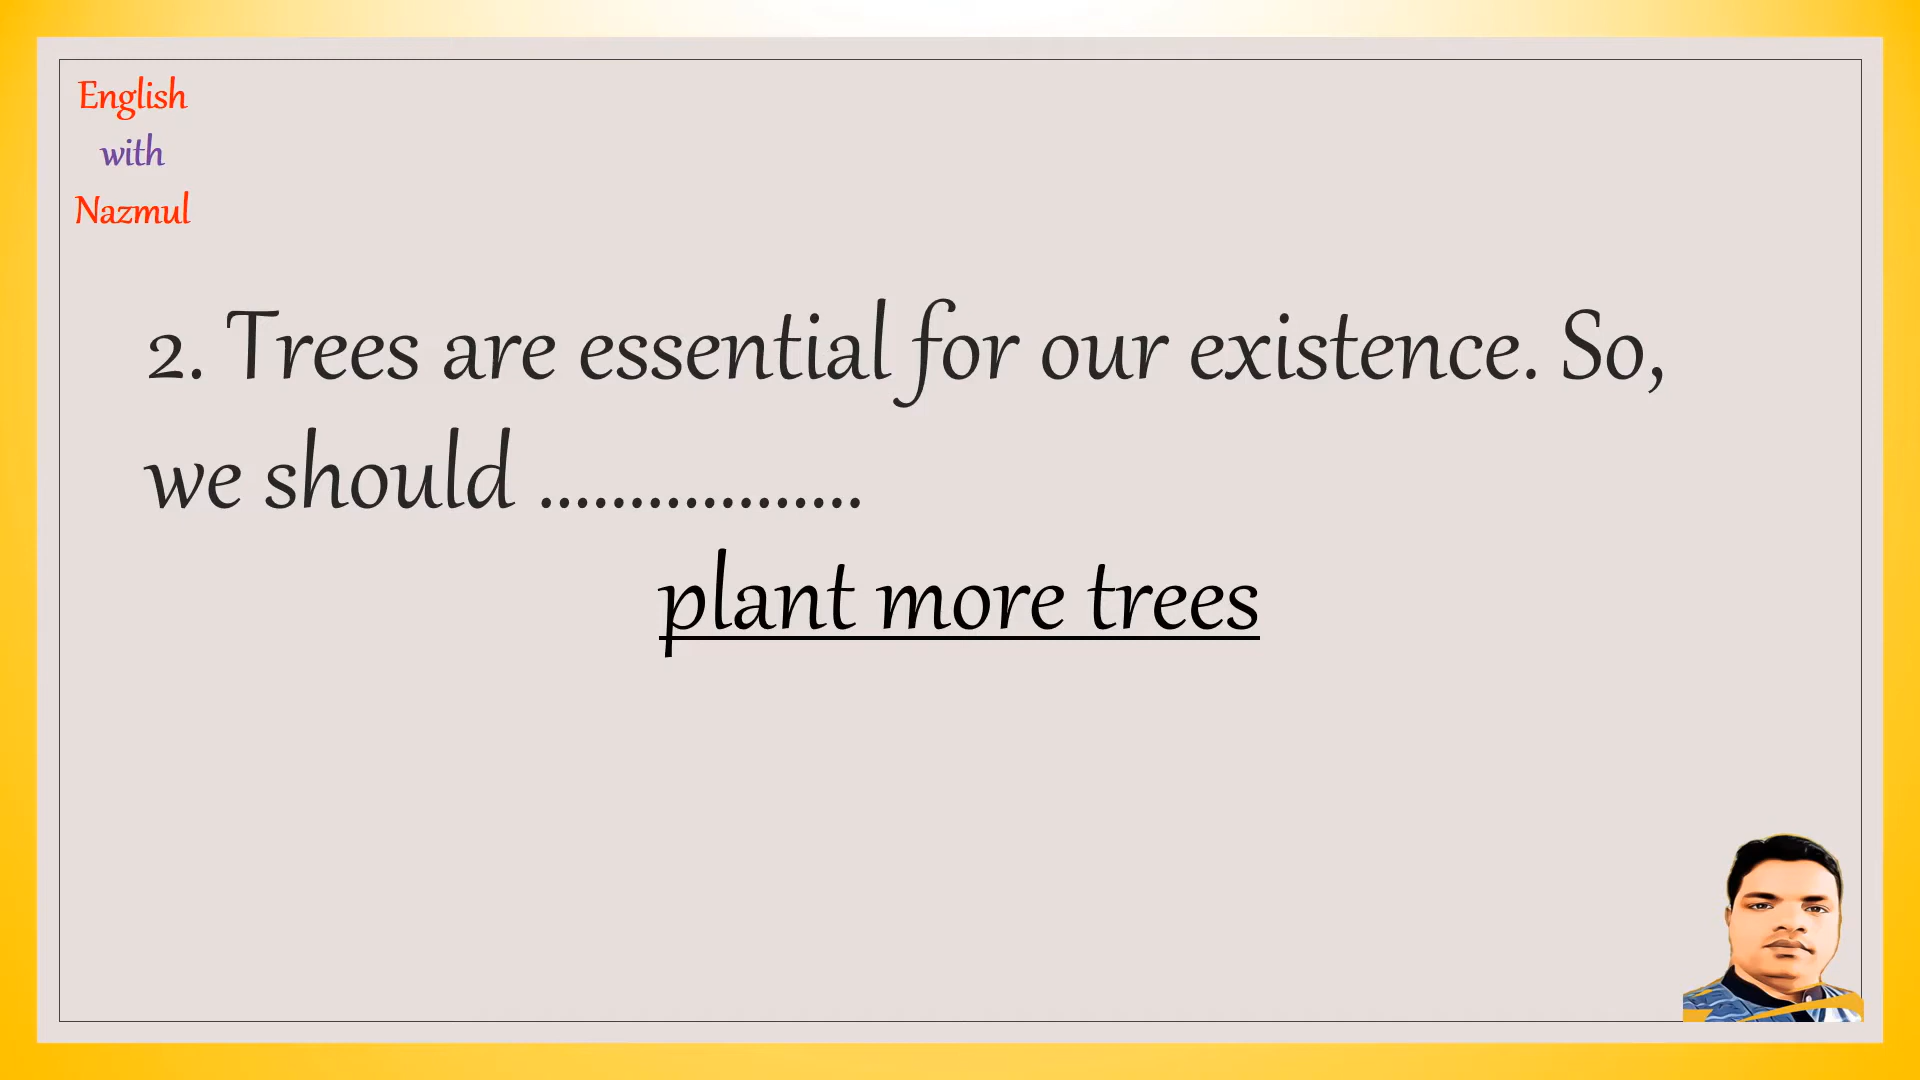 English
with
Nazmul
2. Trees are essential for our existence. So,
we should ..................
plant more trees